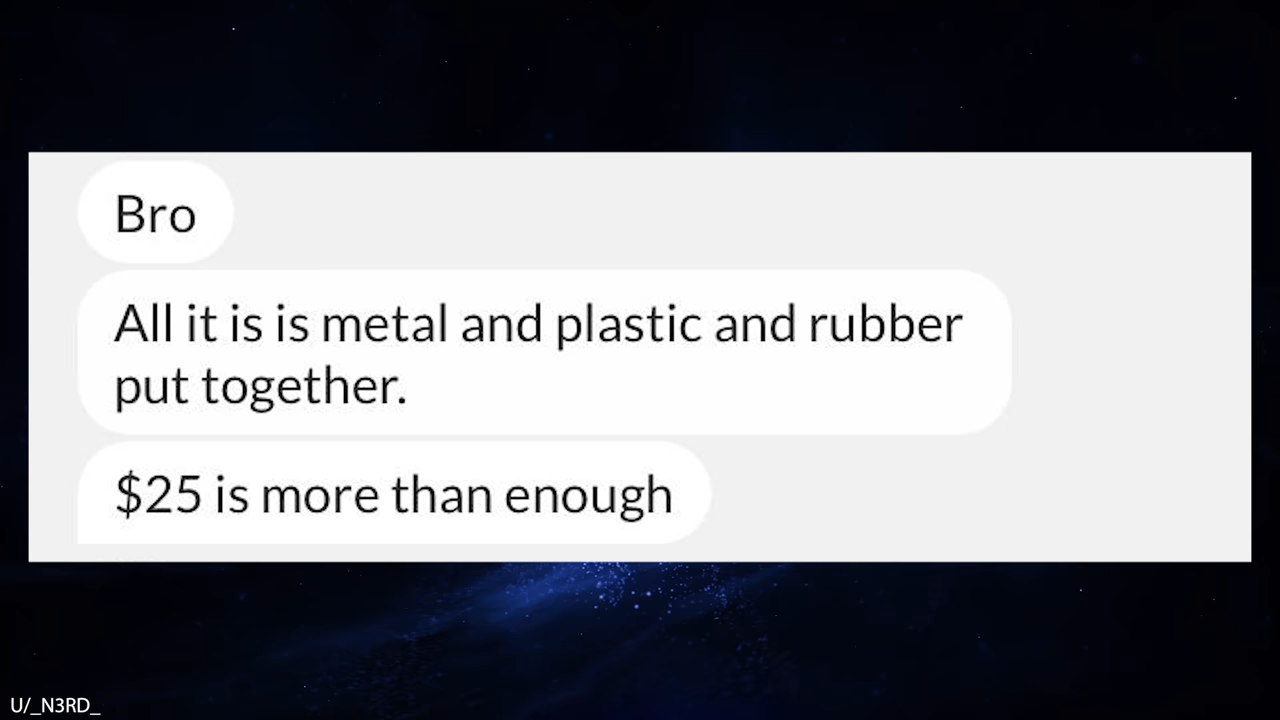 Bro
All it is is metal and plastic and rubber
put together.
$25 is more than enough
U/_N3RD_